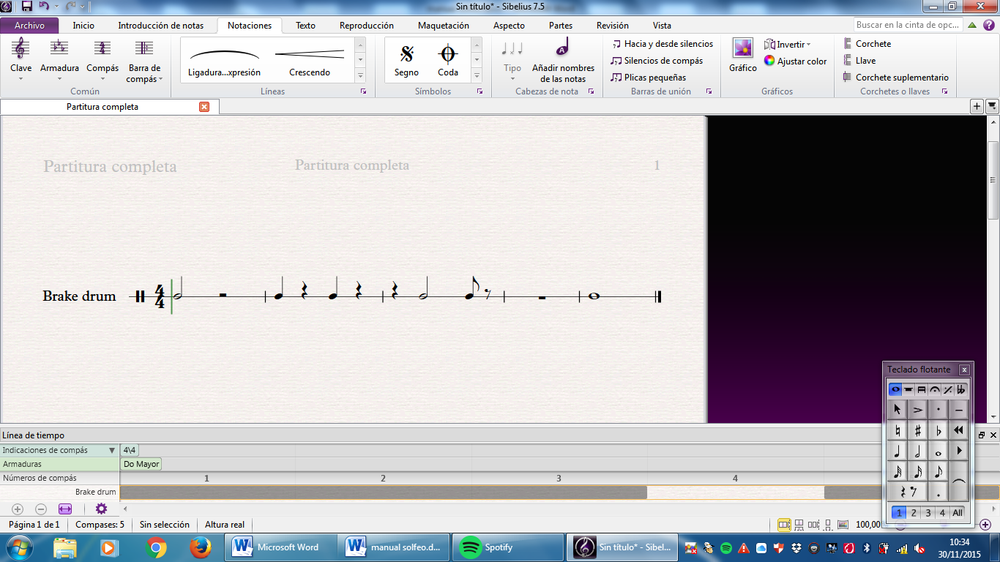 Sin título* - Sibelius 7.5
Archivo Inicio Introducción de notas Notaciones Texto Reproducción Maquetación Aspecto Partes Revisión Vista Buscar en la cinta de opc...
Clave Armadura Compás Barra de compás
Común
Ligadura...xpresión Crescendo
Líneas
Segno Coda
Símbolos
Tipo Añadir nombres de las notas
Cabezas de nota
Hacia y desde silencios
Silencios de compás
Plicas pequeñas
Barras de unión
Gráfico Invertir
Ajustar color
Gráficos
Corchete
Llave
Corchete suplementario
Corchetes o llaves
Partitura completa
Partitura completa Partitura completa 1
Brake drum 4 4
Teclado flotante
1 2 3 4 All
Línea de tiempo
Indicaciones de compás 4\4
Armaduras Do Mayor
Números de compás 1 2 3 4
Brake drum
Página 1 de 1 Compases: 5 Sin selección Altura real 100,00
Microsoft Word manual solfeo.d... Spotify Sin título* - Sibel...
10:34
30/11/2015